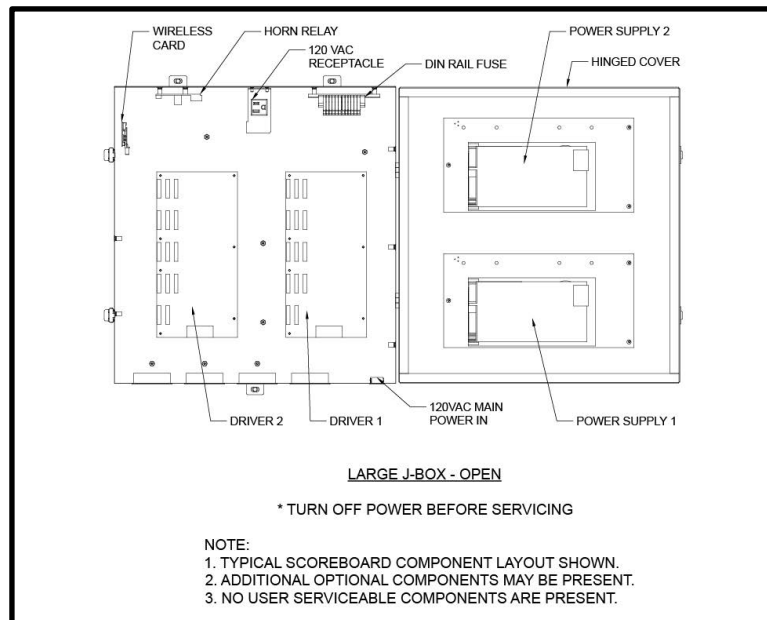 WIRELESS
CARD
HORN RELAY
120 VAC
RECEPTACLE
DIN RAIL FUSE
POWER SUPPLY 2
HINGED COVER
DRIVER 2
DRIVER 1
120VAC MAIN
POWER IN
POWER SUPPLY 1
LARGE J-BOX - OPEN
* TURN OFF POWER BEFORE SERVICING
NOTE:
1. TYPICAL SCOREBOARD COMPONENT LAYOUT SHOWN.
2. ADDITIONAL OPTIONAL COMPONENTS MAY BE PRESENT.
3. NO USER SERVICEABLE COMPONENTS ARE PRESENT.